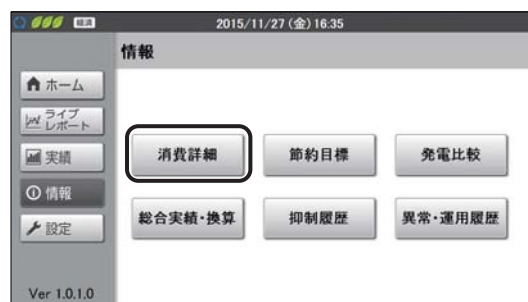 経済 2015/11/27(金)16:35
情報
ホーム
ライブ
レポート
実績
情報
設定
消費詳細 節約目標 発電比較
総合実績・換算 抑制履歴 異常・運用履歴
Ver 1.0.1.0